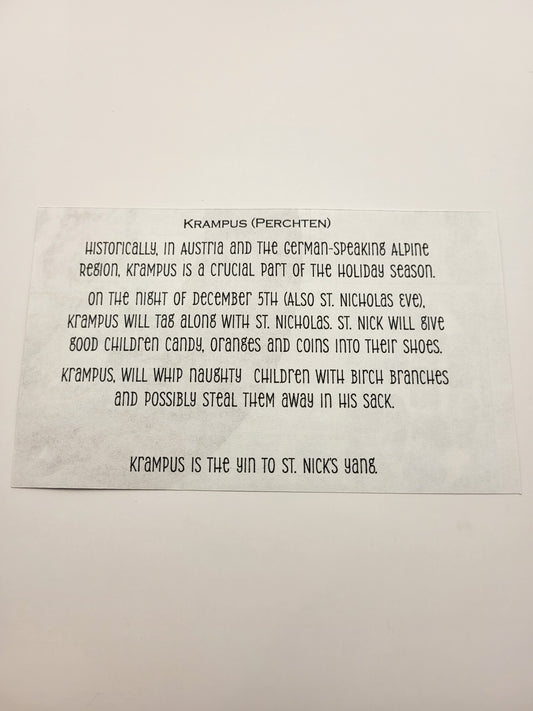 Krampus (Perchten)
Historically, in Austria and the German-speaking Alpine
Region, Krampus is a crucial part of the holiday season.
On the night of December 5th (also St. Nicholas Eve),
Krampus will tag along with St. Nicholas. St. Nick will give
good children candy, oranges and coins into their shoes.
Krampus, will whip naughty children with birch branches
and possibly steal them away in his sack.
Krampus is the yin to St. Nick's yang.